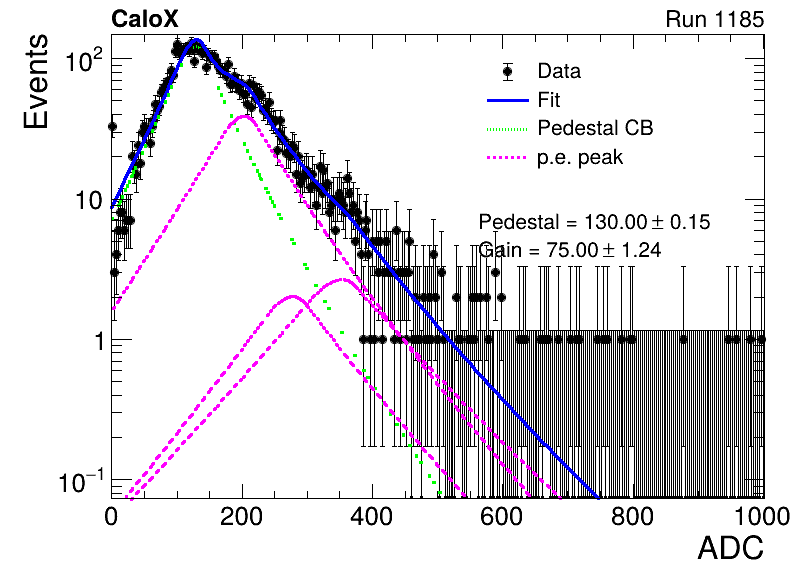 CaloX Run 1185
Events
10²
10
1
10⁻¹
Data
Fit
Pedestal CB
p.e. peak
Pedestal = 130.00 ± 0.15
Gain = 75.00 ± 1.24
0 200 400 600 800 1000
ADC